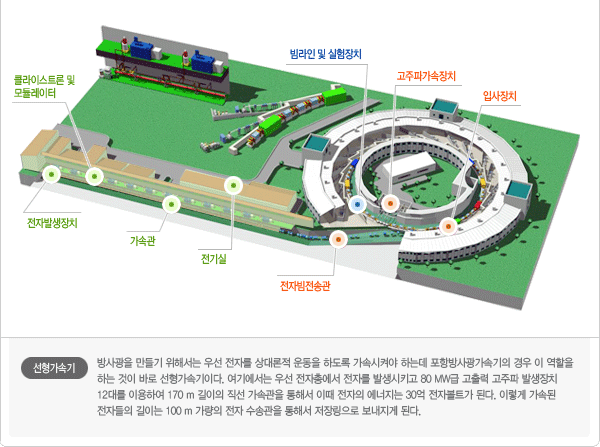 빔라인 및 실험장치
클라이스트론 및
모듈레이터
고주파가속장치
입사장치
전자발생장치
가속관
전기실
전자빔전송관
선형가속기
방사광을 만들기 위해서는 우선 전자를 상대론적 운동을 하도록 가속시켜야 하는데 포항방사광가속기의 경우 이 역할을
하는 것이 바로 선형가속기이다. 여기에서는 우선 전자총에서 전자를 발생시키고 80 MW급 고출력 고주파 발생장치
12대를 이용하여 170 m 길이의 직선 가속관을 통해서 이때 전자의 에너지는 30억 전자볼트가 된다. 이렇게 가속된
전자들의 길이는 100 m 가량의 전자 수송관을 통해서 저장링으로 보내지게 된다.